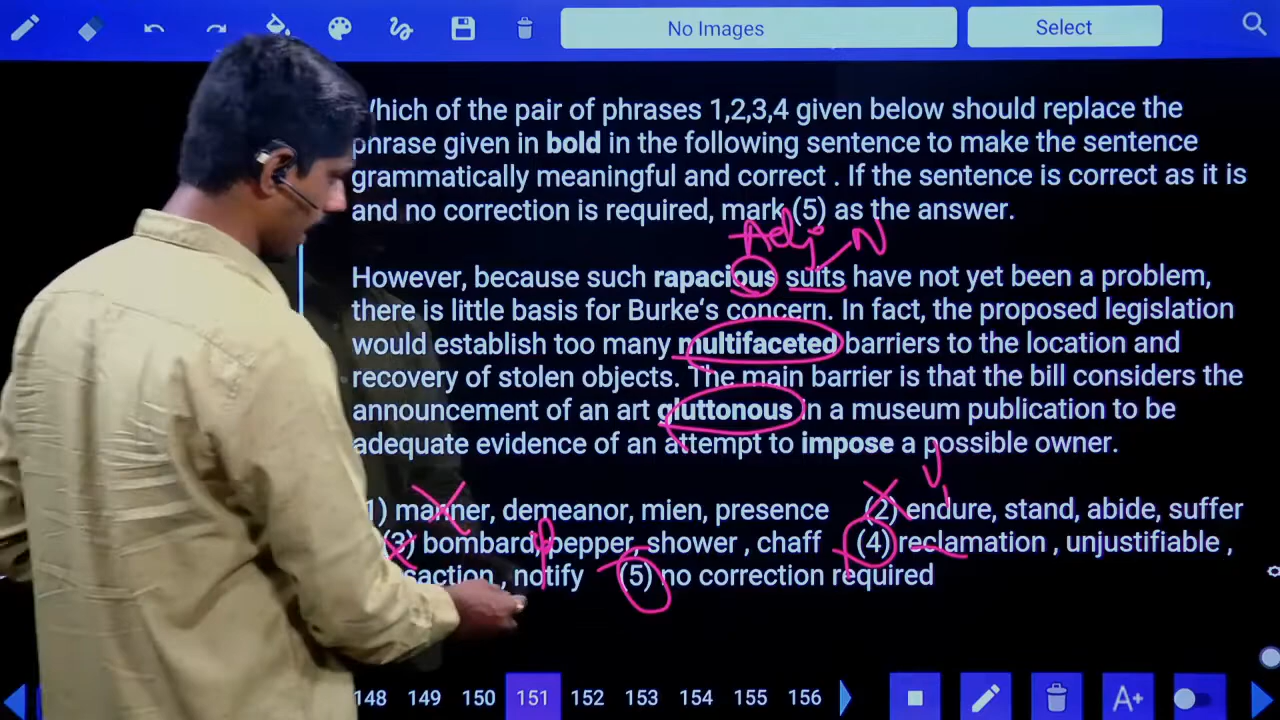 No Images Select
hich of the pair of phrases 1,2,3,4 given below should replace the
phrase given in bold in the following sentence to make the sentence
grammatically meaningful and correct . If the sentence is correct as it is
and no correction is required, mark (5) as the answer.
Adj N
However, because such rapacious suits have not yet been a problem,
there is little basis for Burke's concern. In fact, the proposed legislation
would establish too many multifaceted barriers to the location and
recovery of stolen objects. The main barrier is that the bill considers the
announcement of an art gluttonous in a museum publication to be
adequate evidence of an attempt to impose a possible owner.
1) manner, demeanor, mien, presence (2) endure, stand, abide, suffer
(3) bombard, pepper, shower , chaff (4) reclamation , unjustifiable ,
saction , notify (5) no correction required
148 149 150 151 152 153 154 155 156 A+